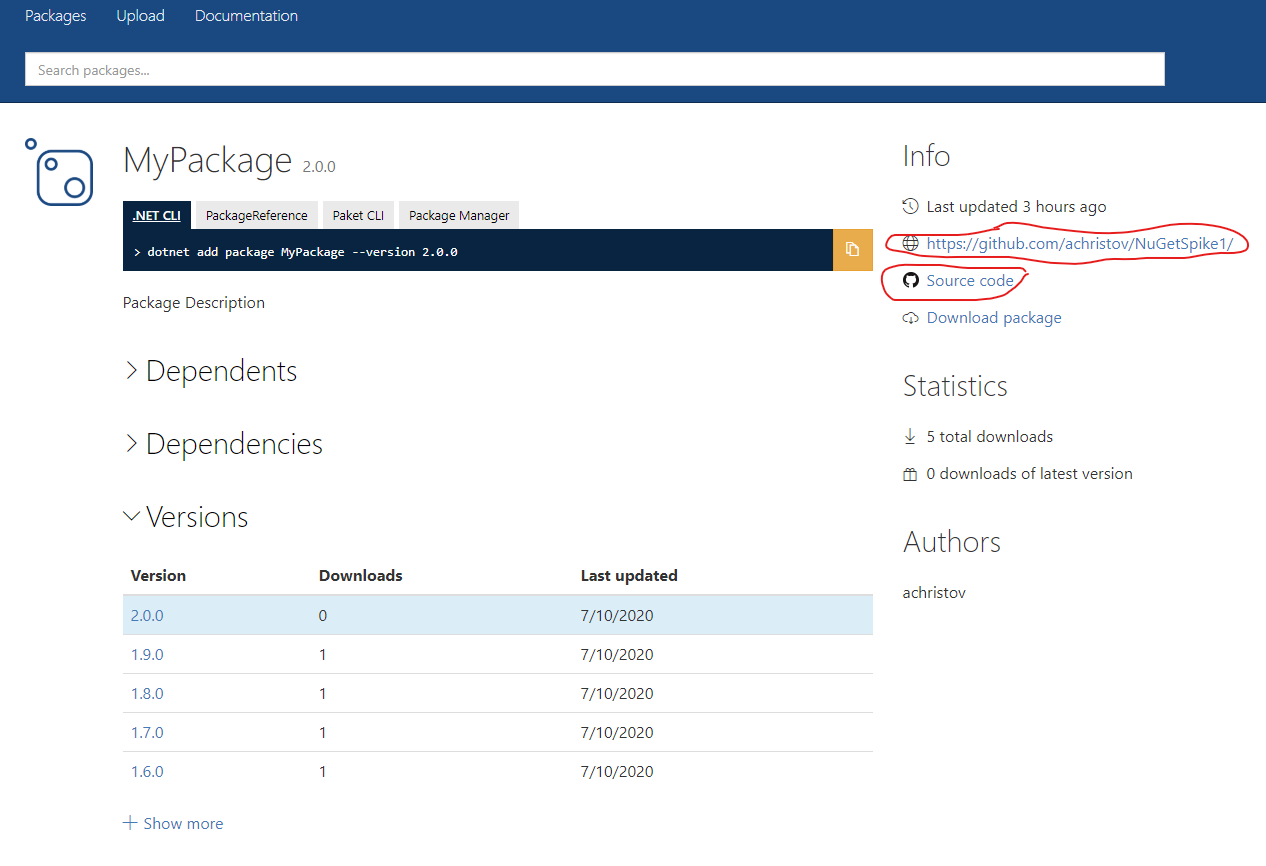 Packages Upload Documentation
Search packages...
MyPackage 2.0.0
.NET CLI PackageReference Paket CLI Package Manager
> dotnet add package MyPackage --version 2.0.0
Package Description
Dependents
Dependencies
Versions
Version Downloads Last updated
2.0.0 0 7/10/2020
1.9.0 1 7/10/2020
1.8.0 1 7/10/2020
1.7.0 1 7/10/2020
1.6.0 1 7/10/2020
Show more
Info
Last updated 3 hours ago
https://github.com/achristov/NuGetSpike1/
Source code
Download package
Statistics
5 total downloads
0 downloads of latest version
Authors
achristov